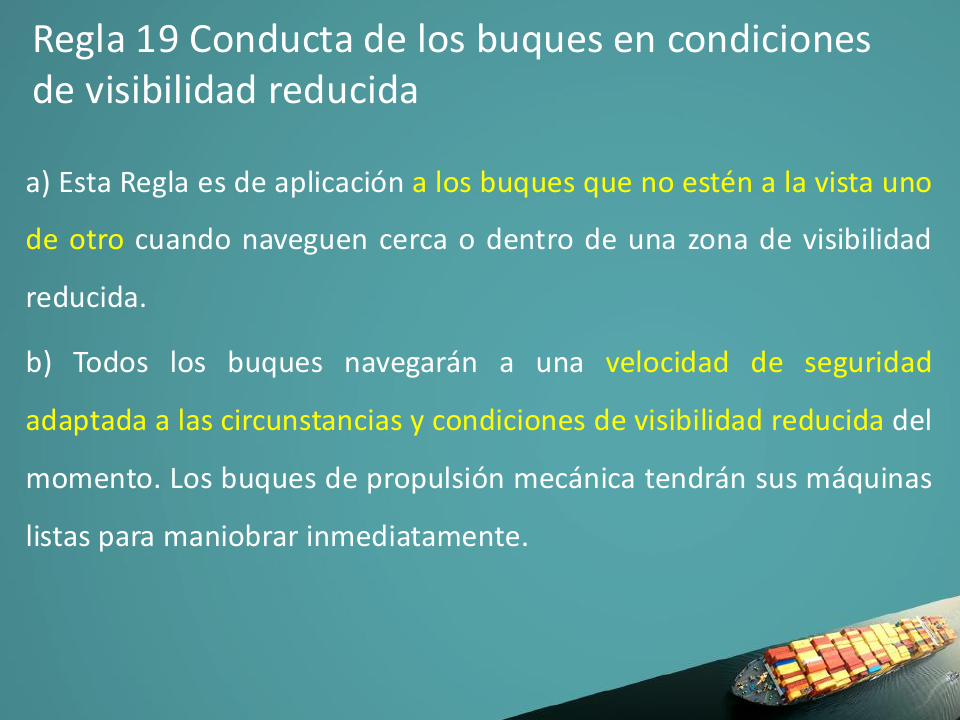 Regla 19 Conducta de los buques en condiciones
de visibilidad reducida
a) Esta Regla es de aplicación a los buques que no estén a la vista uno
de otro cuando naveguen cerca o dentro de una zona de visibilidad
reducida.
b) Todos los buques navegarán a una velocidad de seguridad
adaptada a las circunstancias y condiciones de visibilidad reducida del
momento. Los buques de propulsión mecánica tendrán sus máquinas
listas para maniobrar inmediatamente.